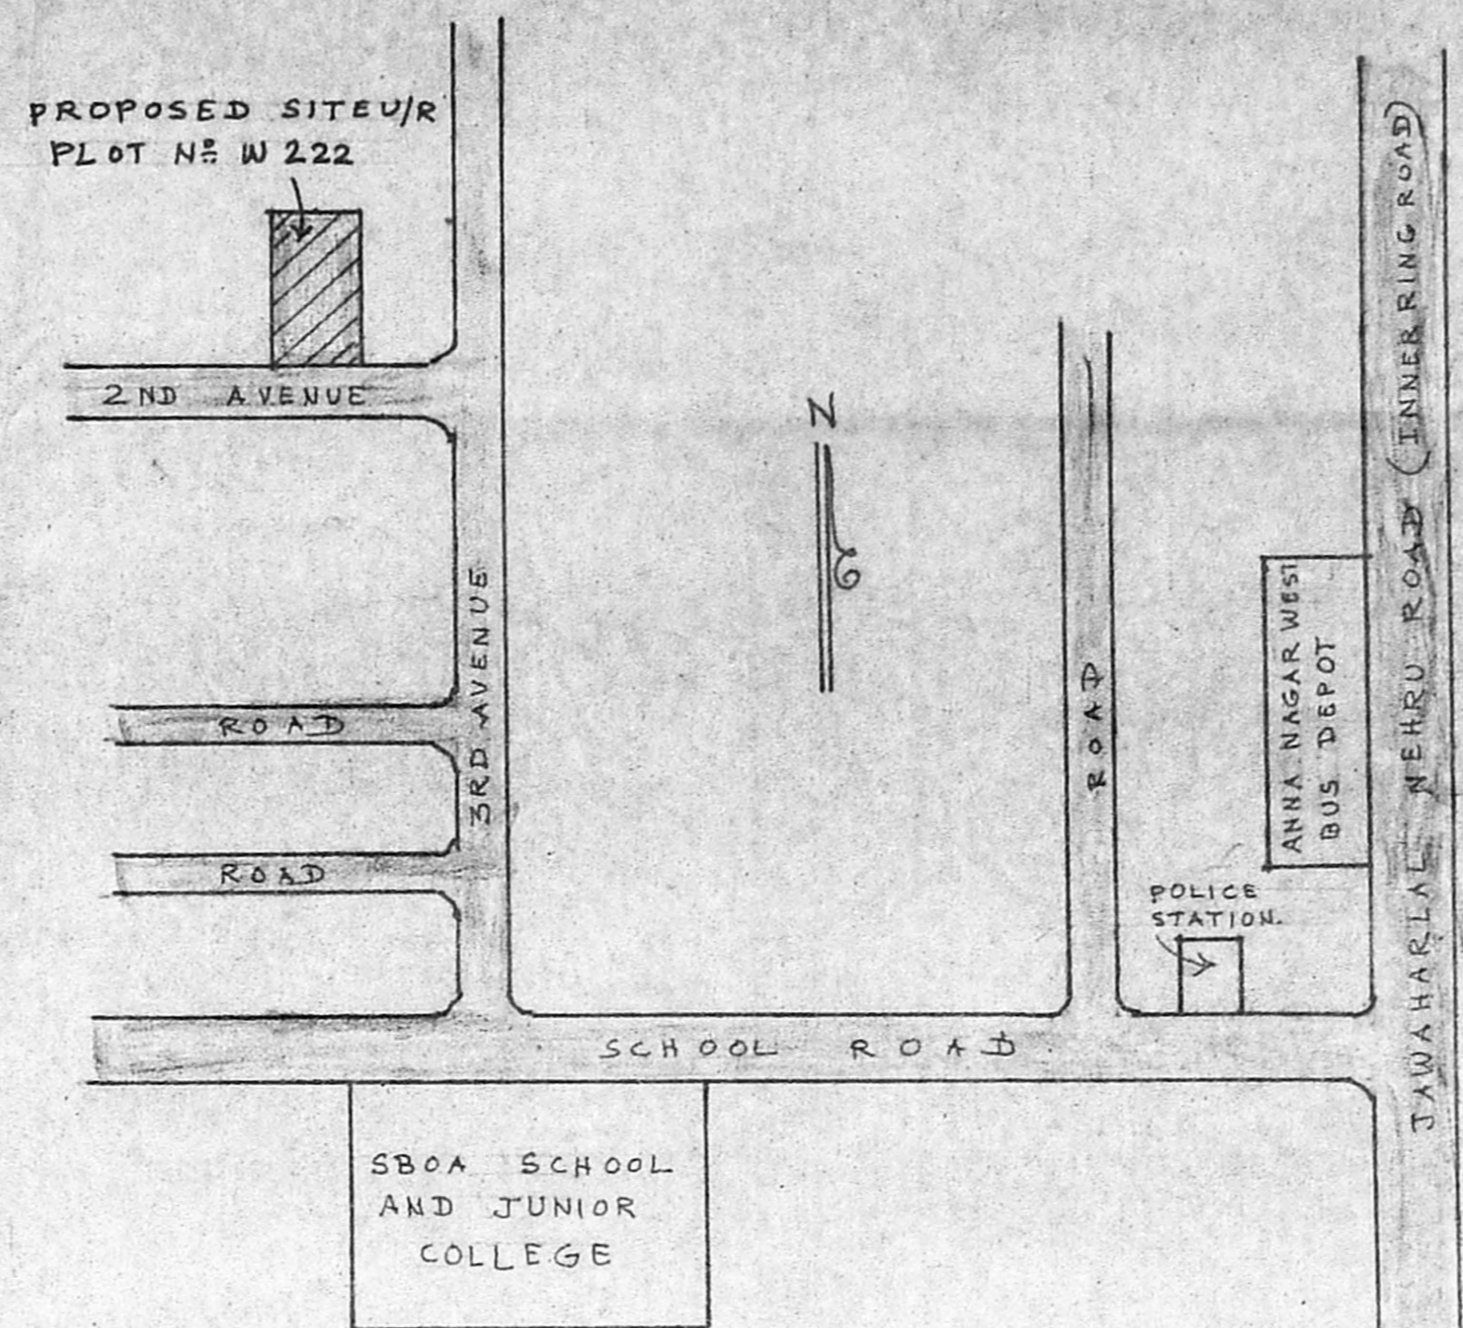 PROPOSED SITE U/R
PLOT Nº W 222
2ND AVENUE
N
3RD AVENUE
ROAD
ROAD
ROAD
ANNA NAGAR WEST
BUS DEPOT
JAWAHARLAL NEHRU ROAD (INNER RING ROAD)
POLICE
STATION.
SCHOOL ROAD
SBOA SCHOOL
AND JUNIOR
COLLEGE